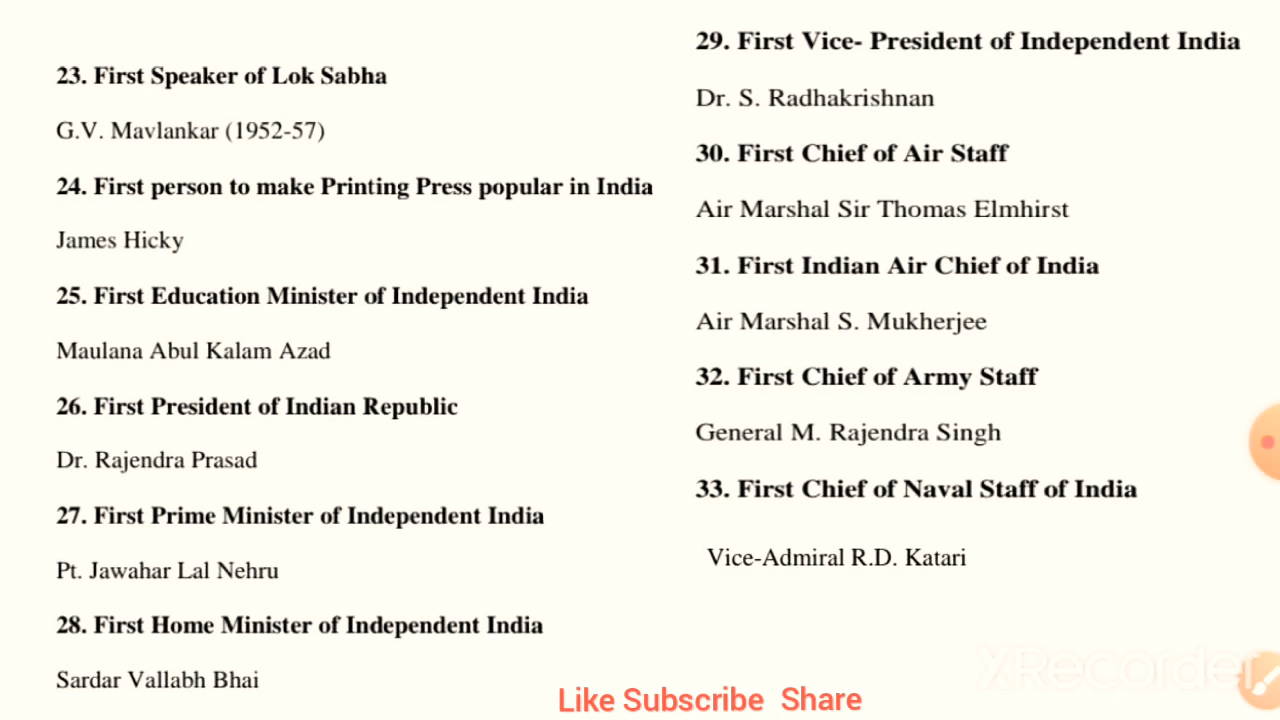 23. First Speaker of Lok Sabha
G.V. Mavlankar (1952-57)
24. First person to make Printing Press popular in India
James Hicky
25. First Education Minister of Independent India
Maulana Abul Kalam Azad
26. First President of Indian Republic
Dr. Rajendra Prasad
27. First Prime Minister of Independent India
Pt. Jawahar Lal Nehru
28. First Home Minister of Independent India
Sardar Vallabh Bhai
29. First Vice- President of Independent India
Dr. S. Radhakrishnan
30. First Chief of Air Staff
Air Marshal Sir Thomas Elmhirst
31. First Indian Air Chief of India
Air Marshal S. Mukherjee
32. First Chief of Army Staff
General M. Rajendra Singh
33. First Chief of Naval Staff of India
Vice-Admiral R.D. Katari
XRecorder
Like Subscribe Share